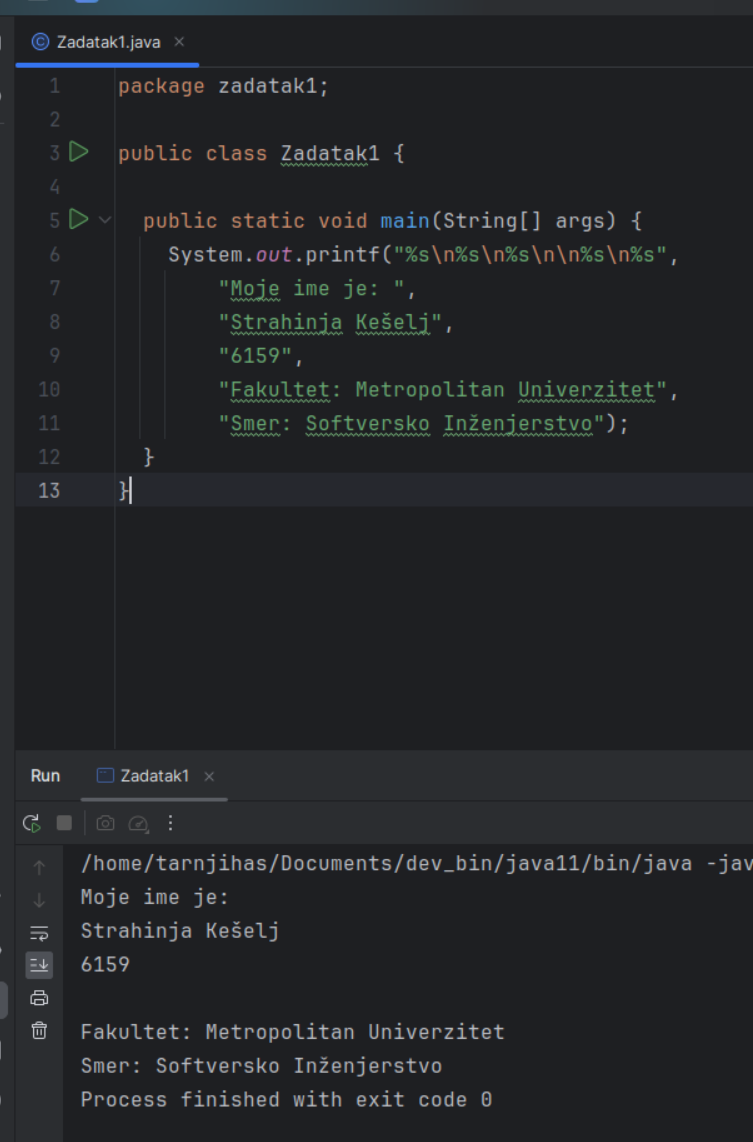 Zadatak1.java
1 package zadatak1;
2
3 public class Zadatak1 {
4
5 public static void main(String[] args) {
6 System.out.printf("%s\n%s\n%s\n\n%s\n%s",
7 "Moje ime je: ",
8 "Strahinja Kešelj",
9 "6159",
10 "Fakultet: Metropolitan Univerzitet",
11 "Smer: Softversko Inženjerstvo");
12 }
13 }
Run Zadatak1
/home/tarnjihas/Documents/dev_bin/java11/bin/java -jav
Moje ime je:
Strahinja Kešelj
6159
Fakultet: Metropolitan Univerzitet
Smer: Softversko Inženjerstvo
Process finished with exit code 0